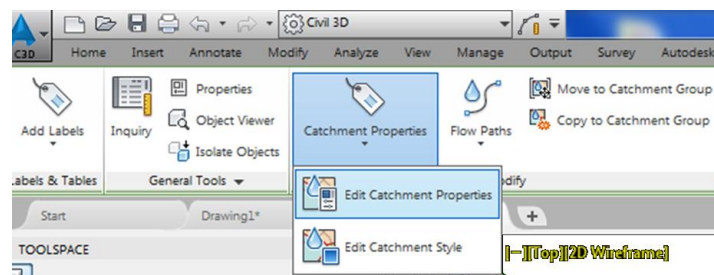 Civil 3D
C3D Home Insert Annotate Modify Analyze View Manage Output Survey Autodesk
Add Labels
Inquiry
Properties
Object Viewer
Isolate Objects
Catchment Properties
Flow Paths
Move to Catchment Group
Copy to Catchment Group
Labels & Tables General Tools dify
Edit Catchment Properties
Edit Catchment Style
Start Drawing1*
TOOLSPACE
[−][Top][2D Wireframe]